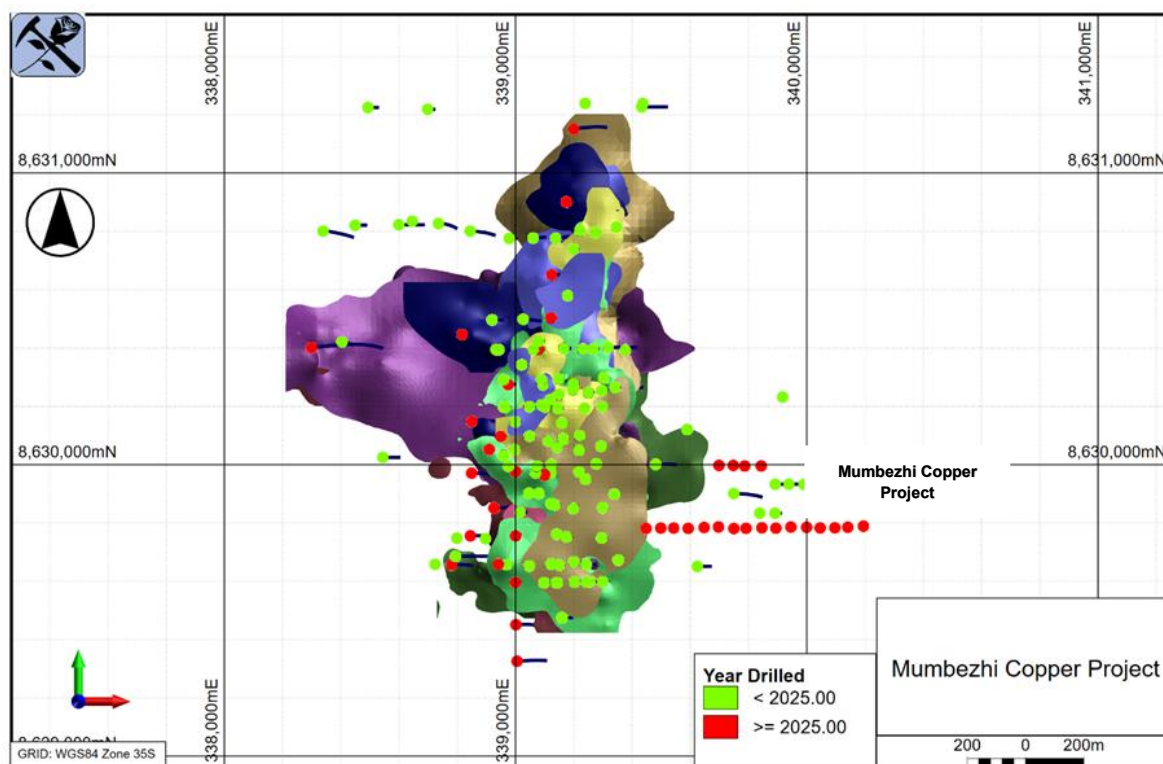 338,000mE
339,000mE
340,000mE
341,000mE
8,631,000mN
8,631,000mN
8,630,000mN
8,630,000mN
Mumbezhi Copper
Project
Year Drilled
< 2025.00
>= 2025.00
Mumbezhi Copper Project
338,000mE
339,000mE
GRID: WGS84 Zone 35S
200 0 200m